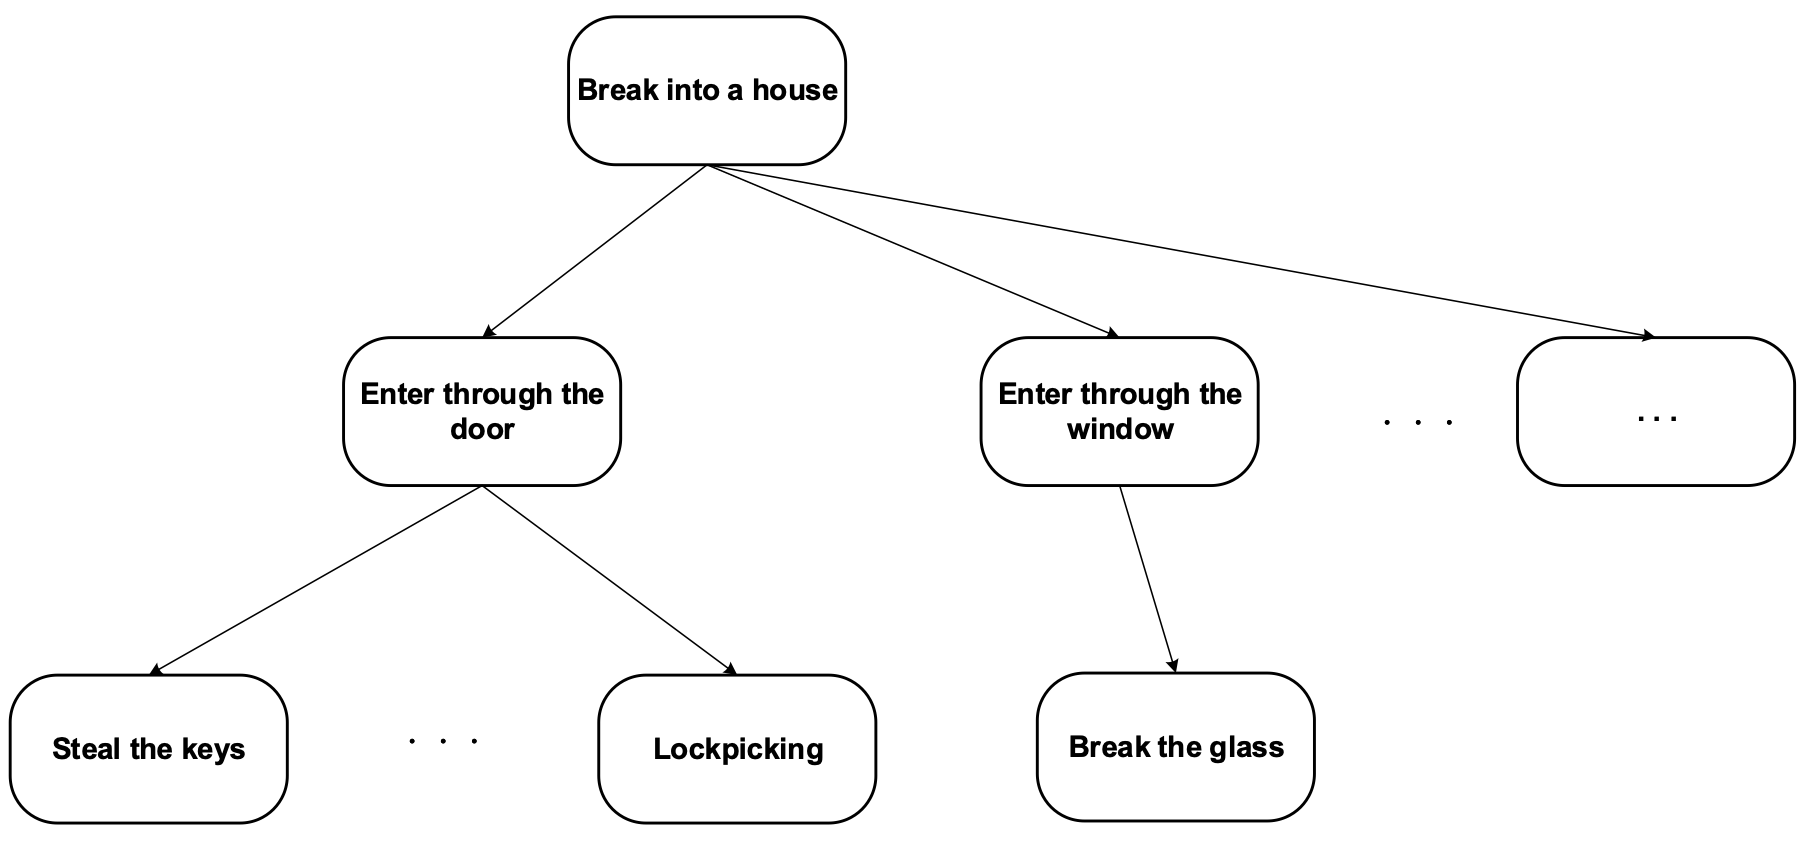 Break into a house
Enter through the
door
Enter through the
window
. . .
. . .
Steal the keys
. . .
Lockpicking
Break the glass